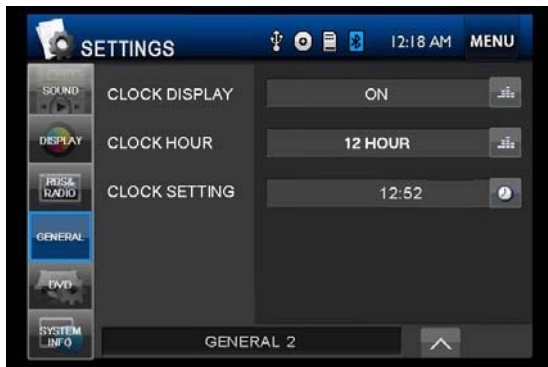 SETTINGS 12:18 AM MENU
SOUND
CLOCK DISPLAY ON
DISPLAY
CLOCK HOUR 12 HOUR
RDS&
RADIO
CLOCK SETTING 12:52
GENERAL
DVD
SYSTEM
INFO
GENERAL 2